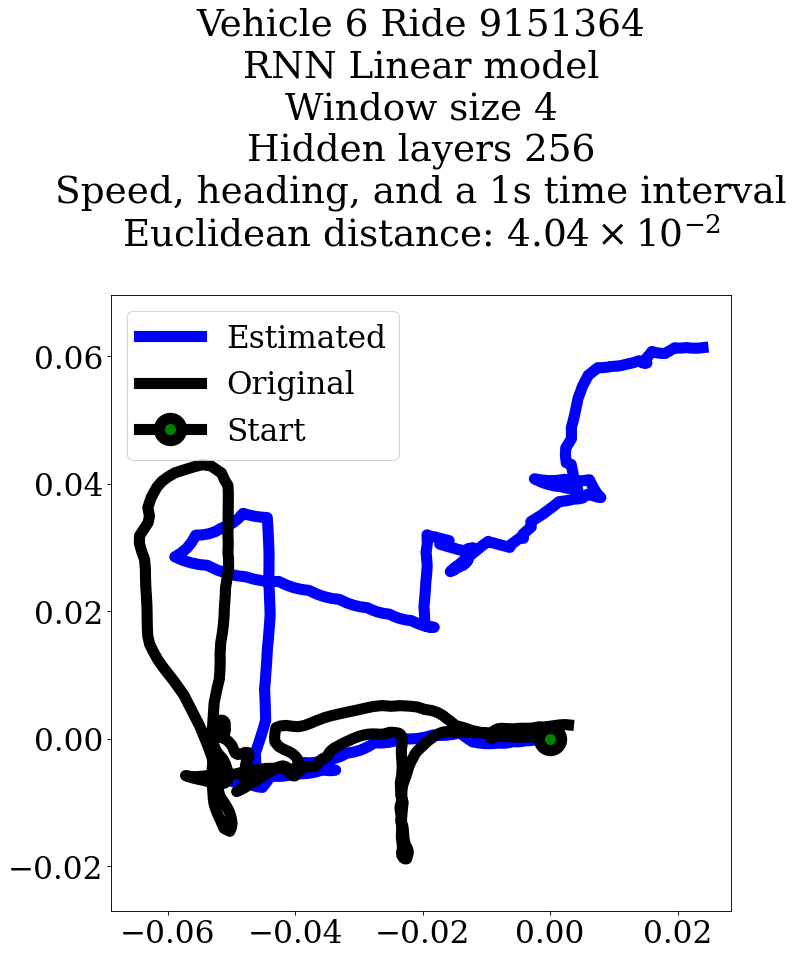 Vehicle 6 Ride 9151364
RNN Linear model
Window size 4
Hidden layers 256
Speed, heading, and a 1s time interval
Euclidean distance: 4.04 × 10⁻²
Estimated
Original
Start
0.06
0.04
0.02
0.00
−0.02
−0.06 −0.04 −0.02 0.00 0.02